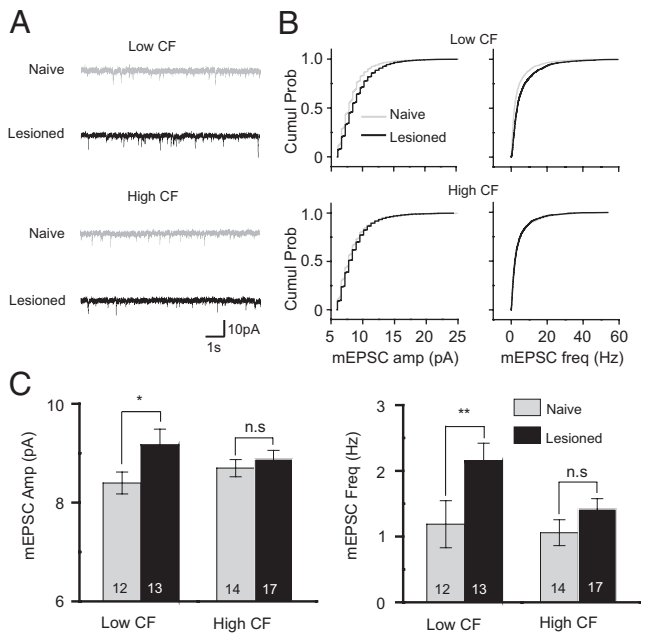 A
Low CF
Naive
Lesioned
High CF
Naive
Lesioned
10pA
1s
B
Low CF
Cumul Prob
1.0
0.5
0
Naive
Lesioned
High CF
Cumul Prob
1.0
0.5
0
5 10 15 20 25
mEPSC amp (pA)
0 20 40 60
mEPSC freq (Hz)
C
mEPSC Amp (pA)
10
8
6
*
n.s
12 13 14 17
Low CF High CF
mEPSC Freq (Hz)
3
2
1
0
**
n.s
Naive
Lesioned
12 13 14 17
Low CF High CF